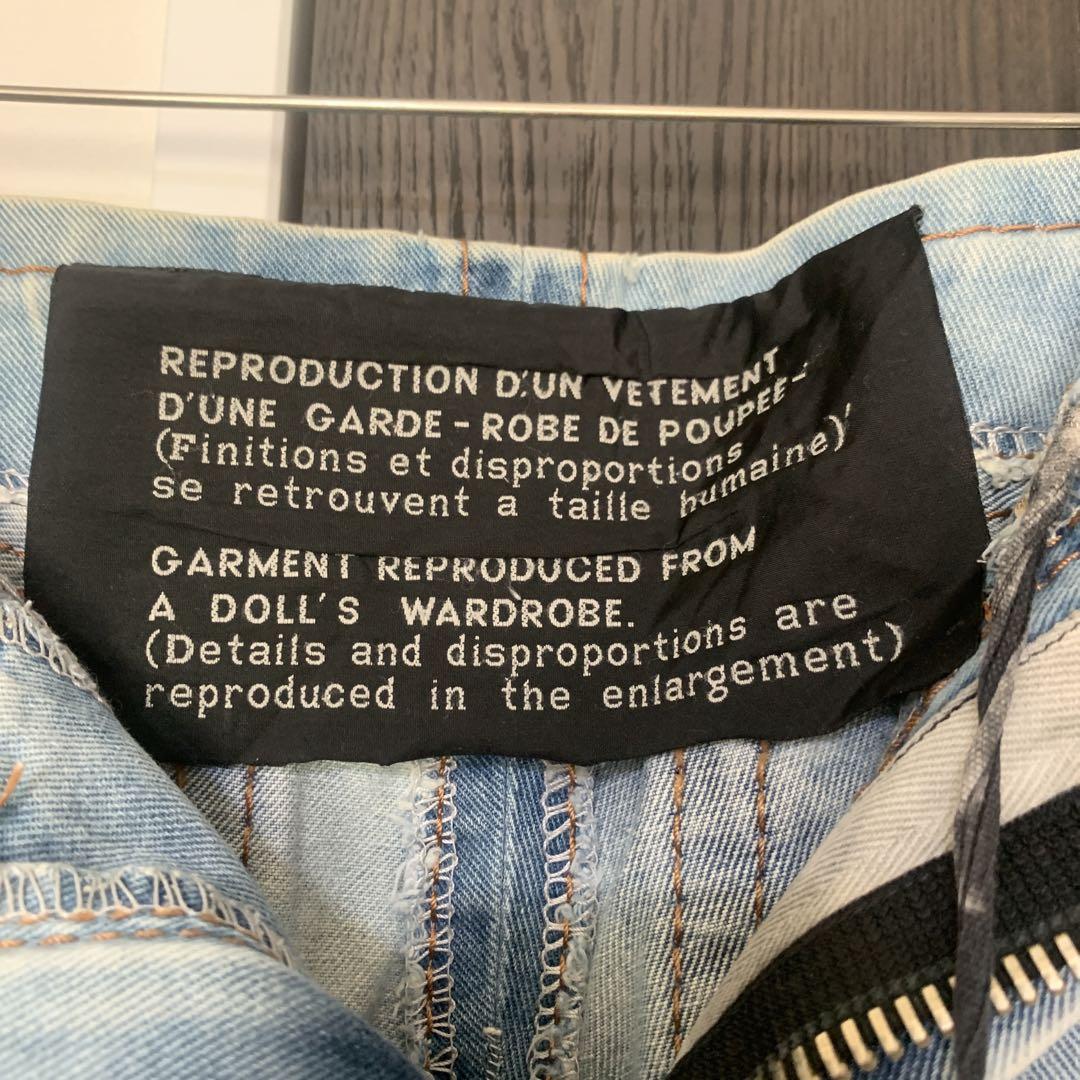 REPRODUCTION D'UN VETEMENT
D'UNE GARDE-ROBE DE POUPEE-
(Finitions et disproportions
se retrouvent a taille humaine)
GARMENT REPRODUCED FROM
A DOLL'S WARDROBE.
(Details and disproportions are
reproduced in the enlargement)